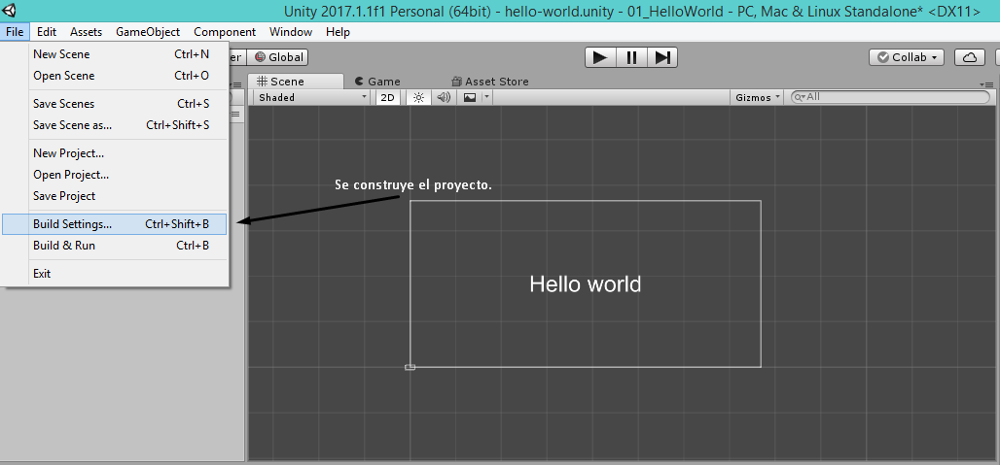 Unity 2017.1.1f1 Personal (64bit) - hello-world.unity - 01_HelloWorld - PC, Mac & Linux Standalone* <DX11>
File Edit Assets GameObject Component Window Help
New Scene Ctrl+N
Open Scene Ctrl+O
Save Scenes Ctrl+S
Save Scene as... Ctrl+Shift+S
New Project...
Open Project...
Save Project
Build Settings... Ctrl+Shift+B
Build & Run Ctrl+B
Exit
er Global Collab
Scene Game Asset Store
Shaded 2D Gizmos All
Se construye el proyecto.
Hello world